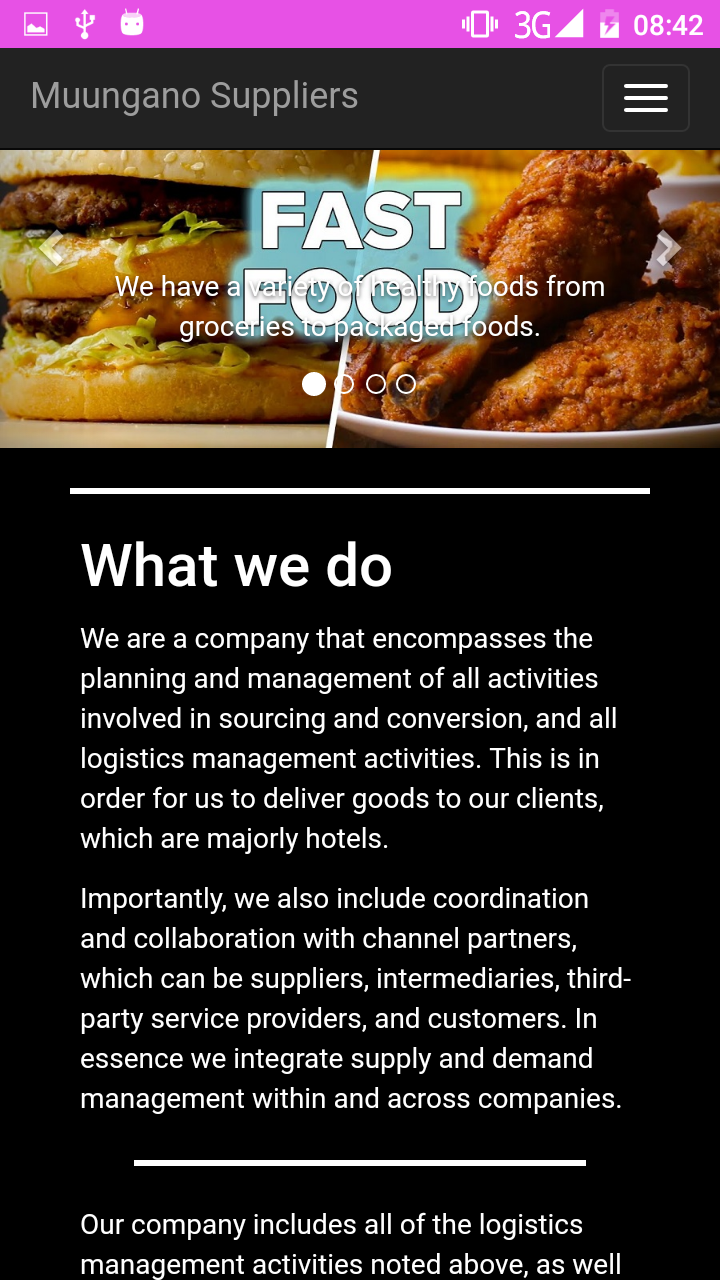 3G 08:42
Muungano Suppliers
FAST
FOOD
We have a variety of healthy foods from
groceries to packaged foods.
What we do
We are a company that encompasses the
planning and management of all activities
involved in sourcing and conversion, and all
logistics management activities. This is in
order for us to deliver goods to our clients,
which are majorly hotels.
Importantly, we also include coordination
and collaboration with channel partners,
which can be suppliers, intermediaries, third-
party service providers, and customers. In
essence we integrate supply and demand
management within and across companies.
Our company includes all of the logistics
management activities noted above, as well